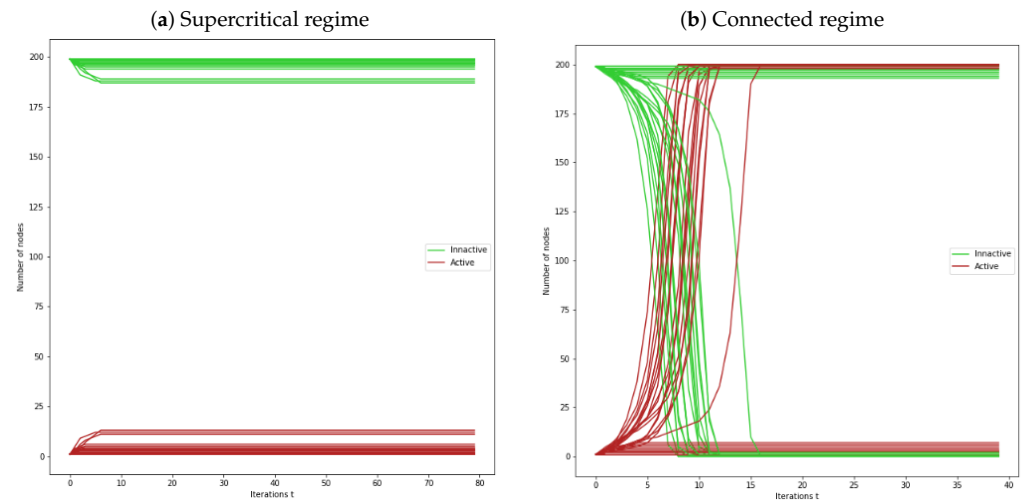 (a) Supercritical regime
200
175
150
125
100
75
50
25
0
Number of nodes
Innactive
Active
0 10 20 30 40 50 60 70 80
Iterations t
(b) Connected regime
200
175
150
125
100
75
50
25
0
Number of nodes
Innactive
Active
0 5 10 15 20 25 30 35 40
Iterations t